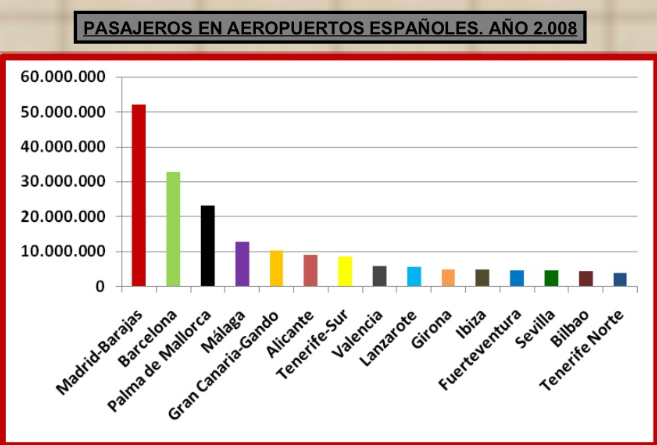 PASAJEROS EN AEROPUERTOS ESPAÑOLES. AÑO 2.008
60.000.000
50.000.000
40.000.000
30.000.000
20.000.000
10.000.000
0
Madrid-Barajas
Barcelona
Palma de Mallorca
Málaga
Gran Canaria-Gando
Alicante
Tenerife-Sur
Valencia
Lanzarote
Girona
Ibiza
Fuerteventura
Sevilla
Bilbao
Tenerife Norte